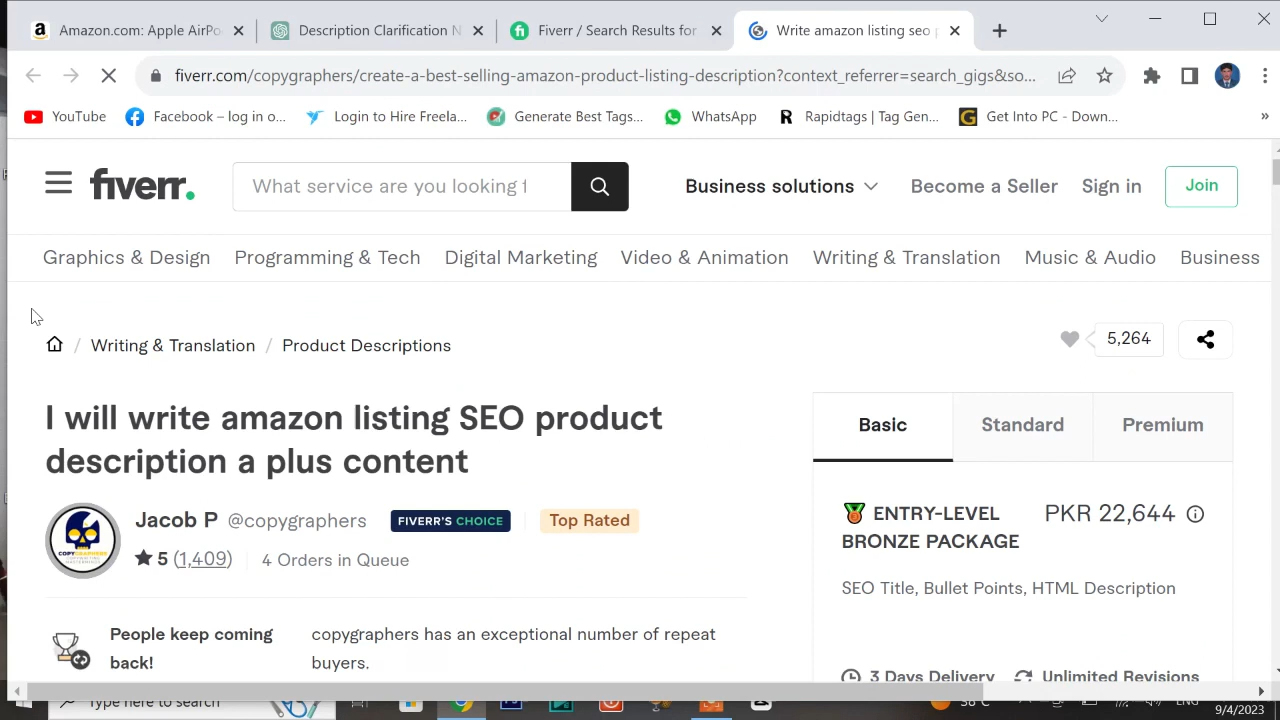 Amazon.com: Apple AirPo
Description Clarification N
Fiverr / Search Results for
Write amazon listing seo p
fiverr.com/copygraphers/create-a-best-selling-amazon-product-listing-description?context_referrer=search_gigs&so...
YouTube
Facebook – log in o...
Login to Hire Freela...
Generate Best Tags...
WhatsApp
Rapidtags | Tag Gen...
Get Into PC - Down...
»
fiverr.
What service are you looking f
Business solutions
Become a Seller
Sign in
Join
Graphics & Design
Programming & Tech
Digital Marketing
Video & Animation
Writing & Translation
Music & Audio
Business
/ Writing & Translation / Product Descriptions
5,264
I will write amazon listing SEO product
description a plus content
Jacob P @copygraphers
FIVERR'S CHOICE
Top Rated
5 (1,409)
4 Orders in Queue
People keep coming
back!
copygraphers has an exceptional number of repeat
buyers.
Basic
Standard
Premium
ENTRY-LEVEL
BRONZE PACKAGE
PKR 22,644
SEO Title, Bullet Points, HTML Description
3 Days Delivery
Unlimited Revisions
Type here to search
9/4/2023